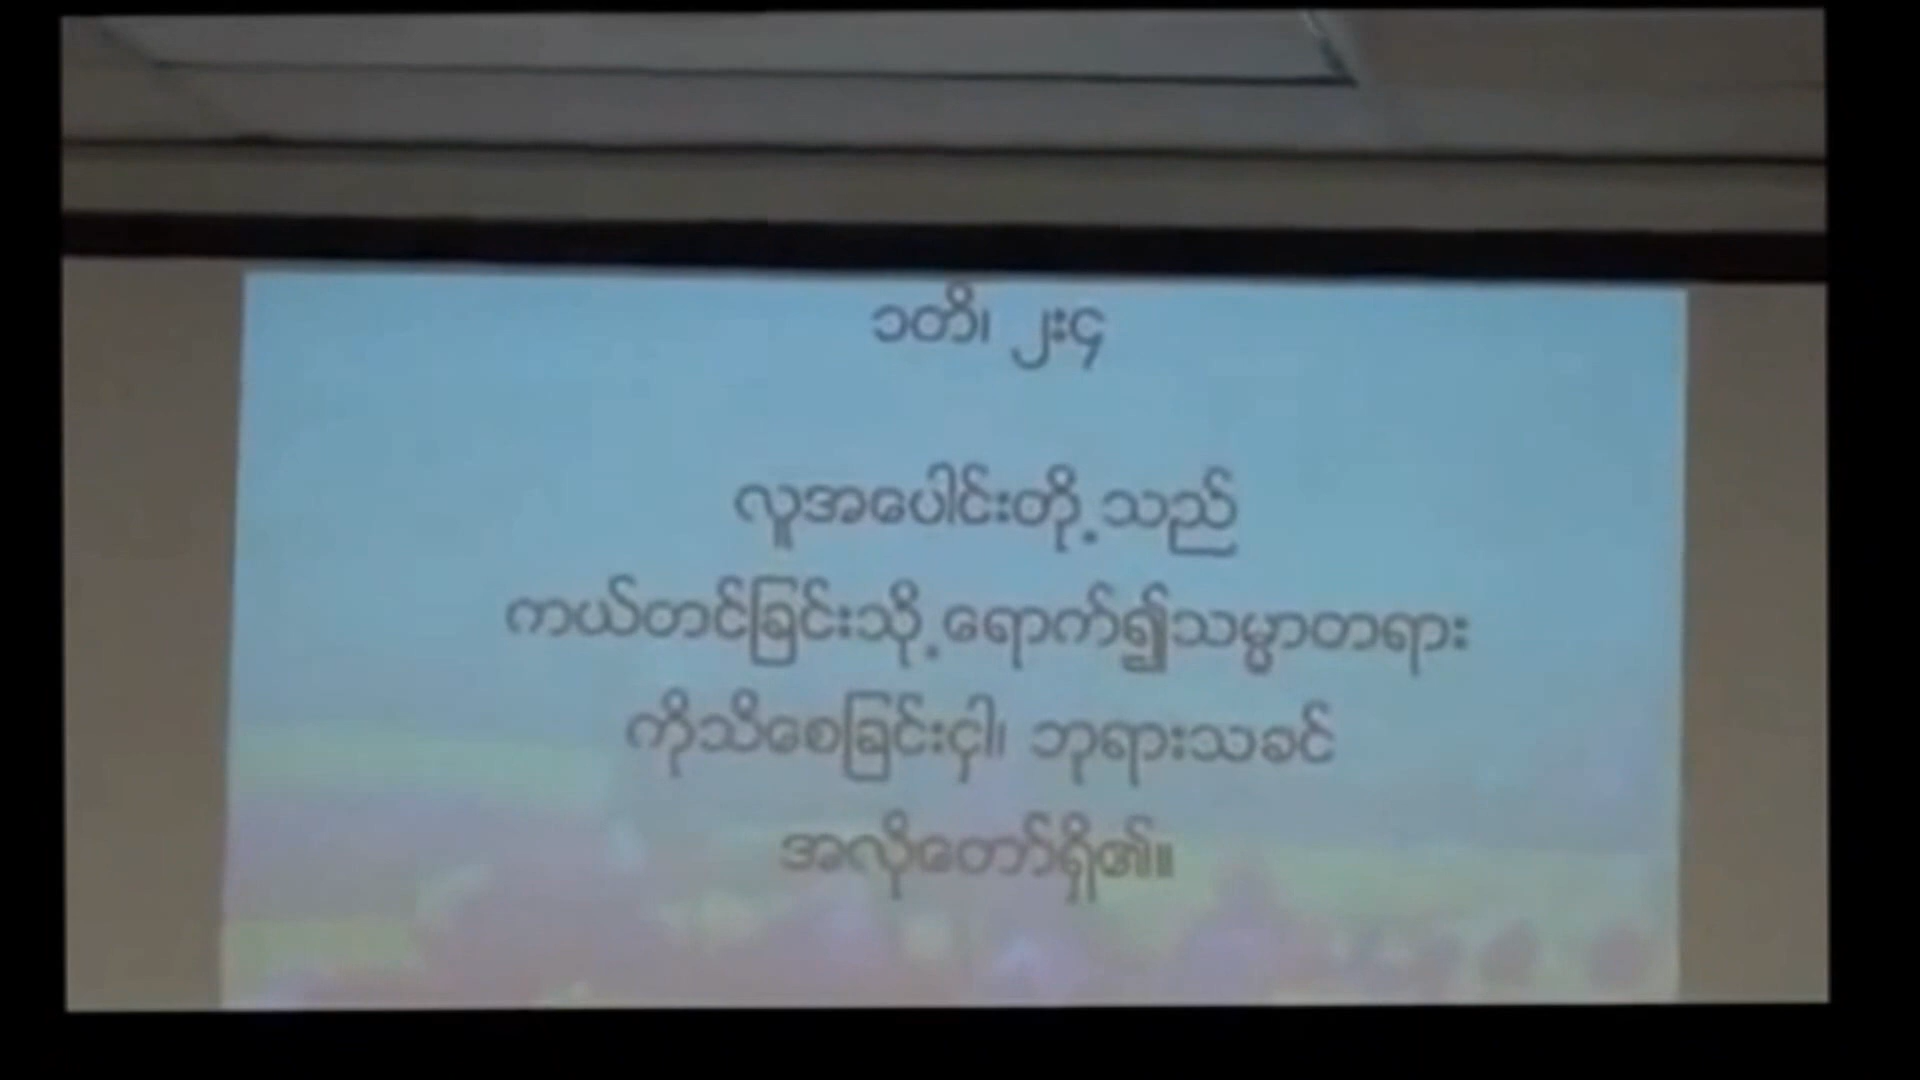 ၁တိ၊ ၂း၄
လူအပေါင်းတို့သည်
ကယ်တင်ခြင်းသို့ရောက်၍သမ္မာတရား
ကိုသိစေခြင်းငှါ၊ ဘုရားသခင်
အလိုတော်ရှိ၏။